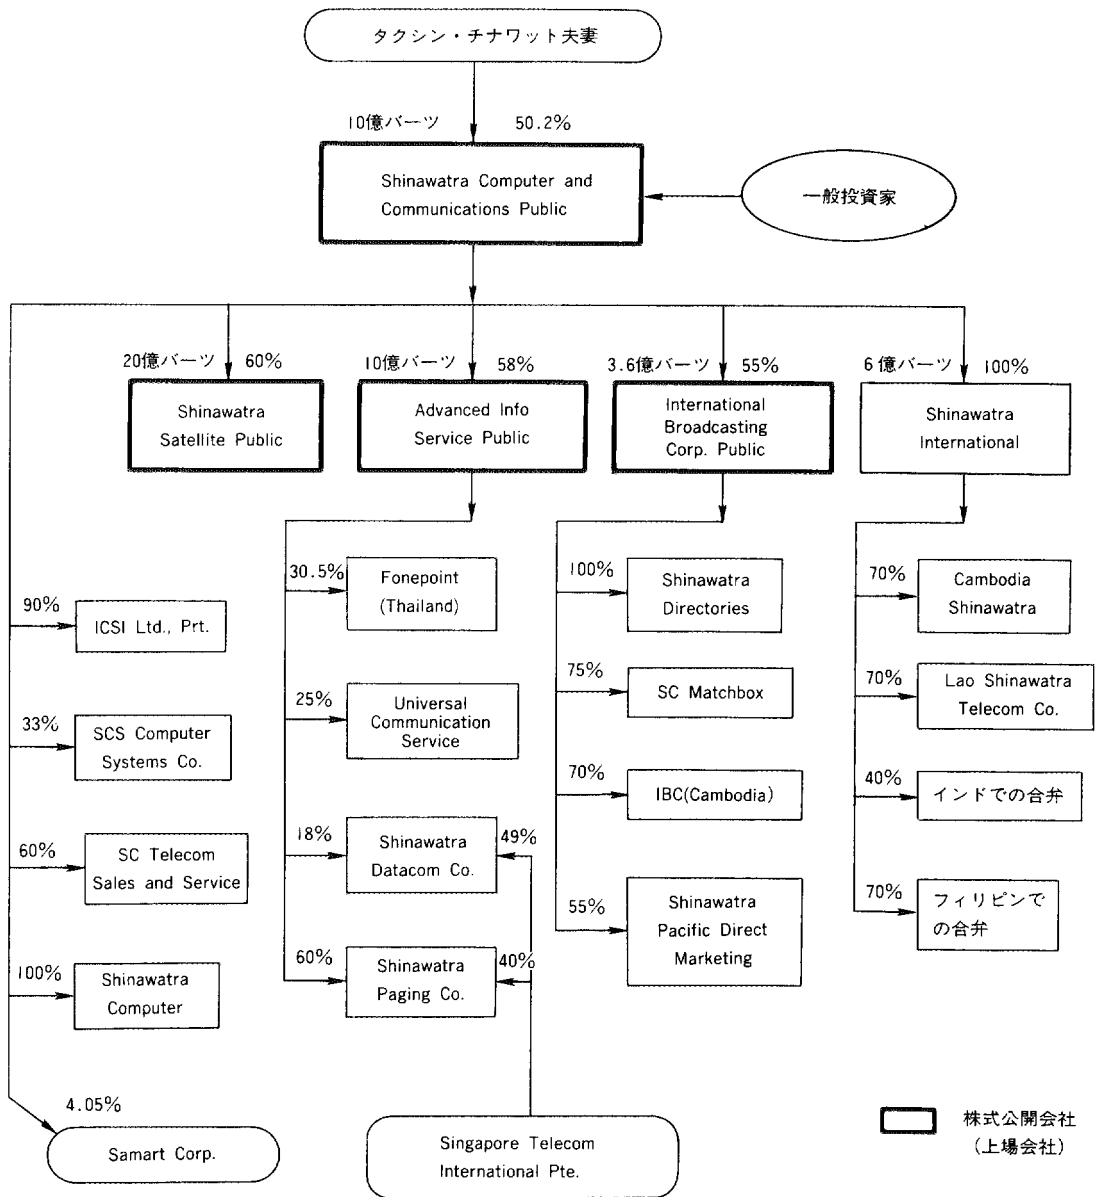 タクシン・チナワット夫妻
10億バーツ 50.2%
Shinawatra Computer and
Communications Public
一般投資家
20億バーツ 60%
Shinawatra
Satellite Public
10億バーツ 58%
Advanced Info
Service Public
3.6億バーツ 55%
International
Broadcasting
Corp. Public
6億バーツ 100%
Shinawatra
International
90%
ICSI Ltd., Prt.
33%
SCS Computer
Systems Co.
60%
SC Telecom
Sales and Service
100%
Shinawatra
Computer
4.05%
Samart Corp.
30.5%
Fonepoint
(Thailand)
25%
Universal
Communication
Service
18%
Shinawatra
Datacom Co.
49%
60%
Shinawatra
Paging Co.
40%
Singapore Telecom
International Pte.
100%
Shinawatra
Directories
75%
SC Matchbox
70%
IBC(Cambodia)
55%
Shinawatra
Pacific Direct
Marketing
70%
Cambodia
Shinawatra
70%
Lao Shinawatra
Telecom Co.
40%
インドでの合弁
70%
フィリピンで
の合弁
株式公開会社
(上場会社)